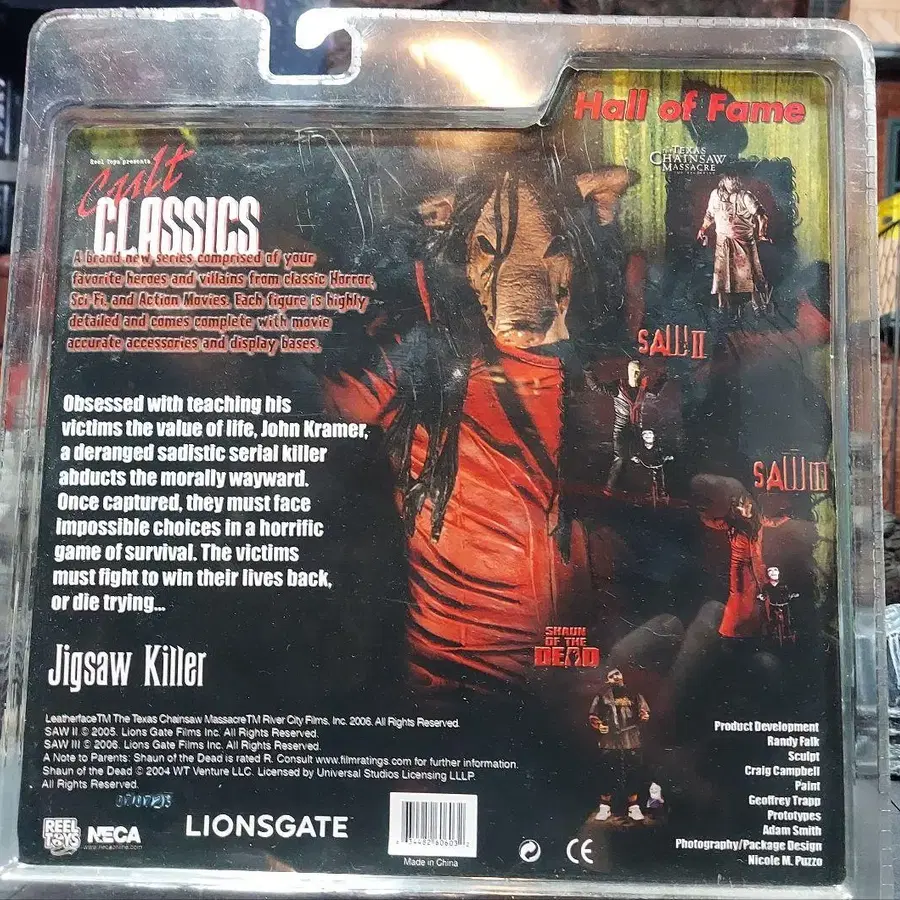 Hall of Fame
Reel Toys presents
Cult
CLASSICS
A brand new series comprised of your
favorite heroes and villains from classic Horror,
Sci-Fi, and Action Movies. Each figure is highly
detailed and comes complete with movie
accurate accessories and display bases.
TEXAS
CHAINSAW
MASSACRE
SAW II
SAW III
Obsessed with teaching his
victims the value of life, John Kramer,
a deranged sadistic serial killer
abducts the morally wayward.
Once captured, they must face
impossible choices in a horrific
game of survival. The victims
must fight to win their lives back,
or die trying...
Jigsaw Killer
SHAUN
OF THE
DEAD
Leatherface™ The Texas Chainsaw Massacre™ River City Films, Inc. 2006. All Rights Reserved.
SAW II © 2005. Lions Gate Films Inc. All Rights Reserved.
SAW III © 2006. Lions Gate Films Inc. All Rights Reserved.
A Note to Parents: Shaun of the Dead is rated R. Consult www.filmratings.com for further information.
Shaun of the Dead © 2004 WT Venture LLC. Licensed by Universal Studios Licensing LLLP.
All Rights Reserved.
Product Development
Randy Falk
Sculpt
Craig Campbell
Paint
Geoffrey Trapp
Prototypes
Adam Smith
Photography/Package Design
Nicole M. Puzzo
REEL
TOYS
NECA
www.necaonline.com
LIONSGATE
6 34482 60603 2
Made in China
CE